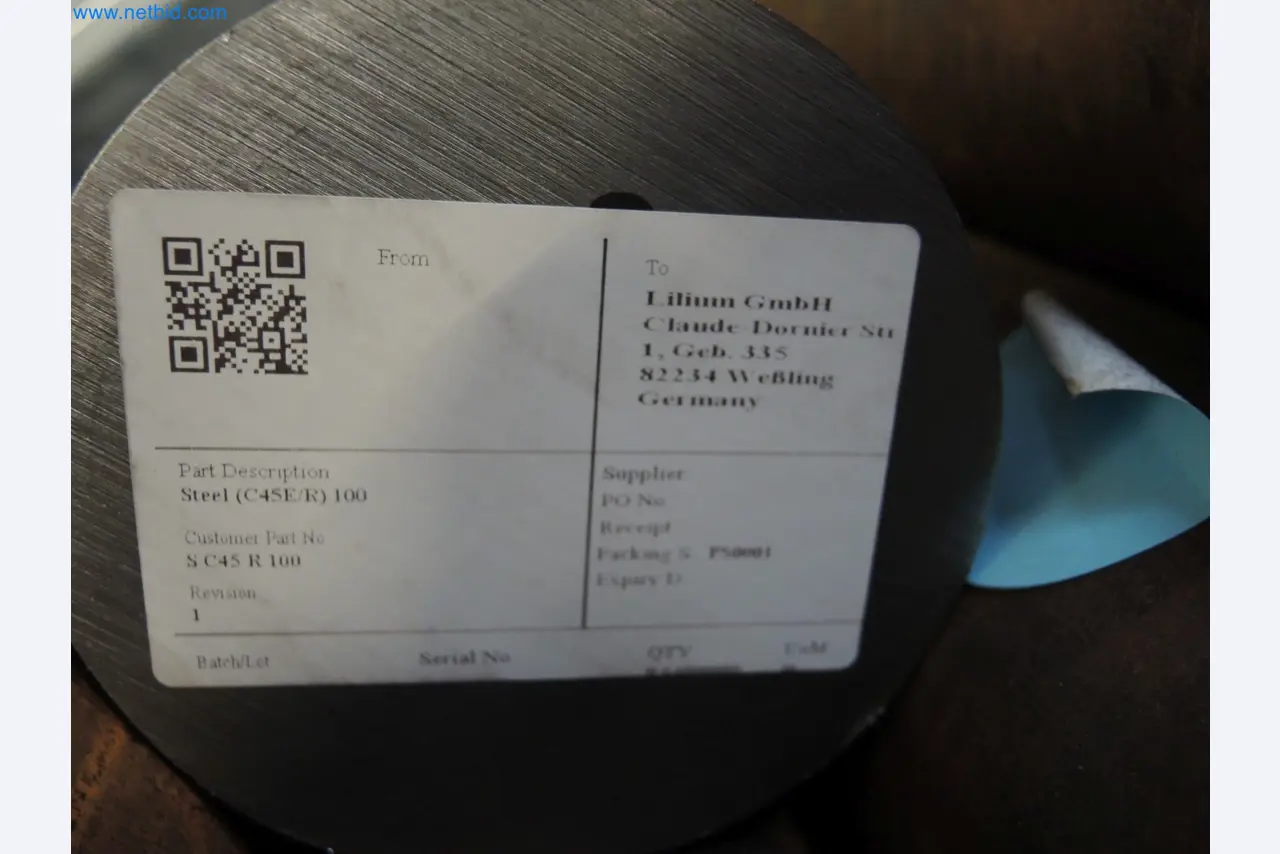 www.netbid.com
From
To
Lilium GmbH
Claude-Dornier Str
1, Geb. 335
82234 Weßling
Germany
Part Description
Steel (C45E/R) 100
Customer Part No
S C45 R 100
Revision
1
Supplier
PO No
Receipt
Packing S PS0001
Expiry D
Batch/Lot
Serial No
QTY
UoM